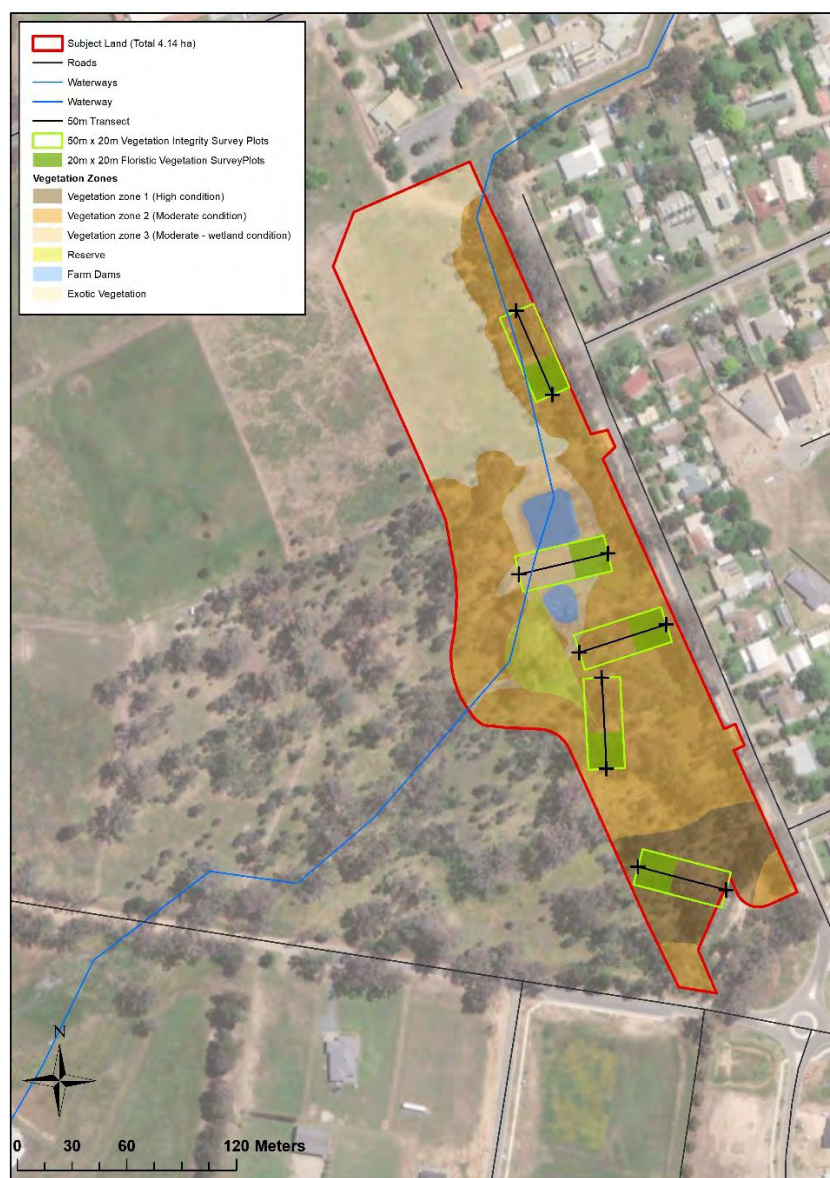 Subject Land (Total 4.14 ha)
Roads
Waterways
Waterway
50m Transect
50m x 20m Vegetation Integrity Survey Plots
20m x 20m Floristic Vegetation SurveyPlots
Vegetation Zones
Vegetation zone 1 (High condition)
Vegetation zone 2 (Moderate condition)
Vegetation zone 3 (Moderate - wetland condition)
Reserve
Farm Dams
Exotic Vegetation
N
0 30 60 120 Meters